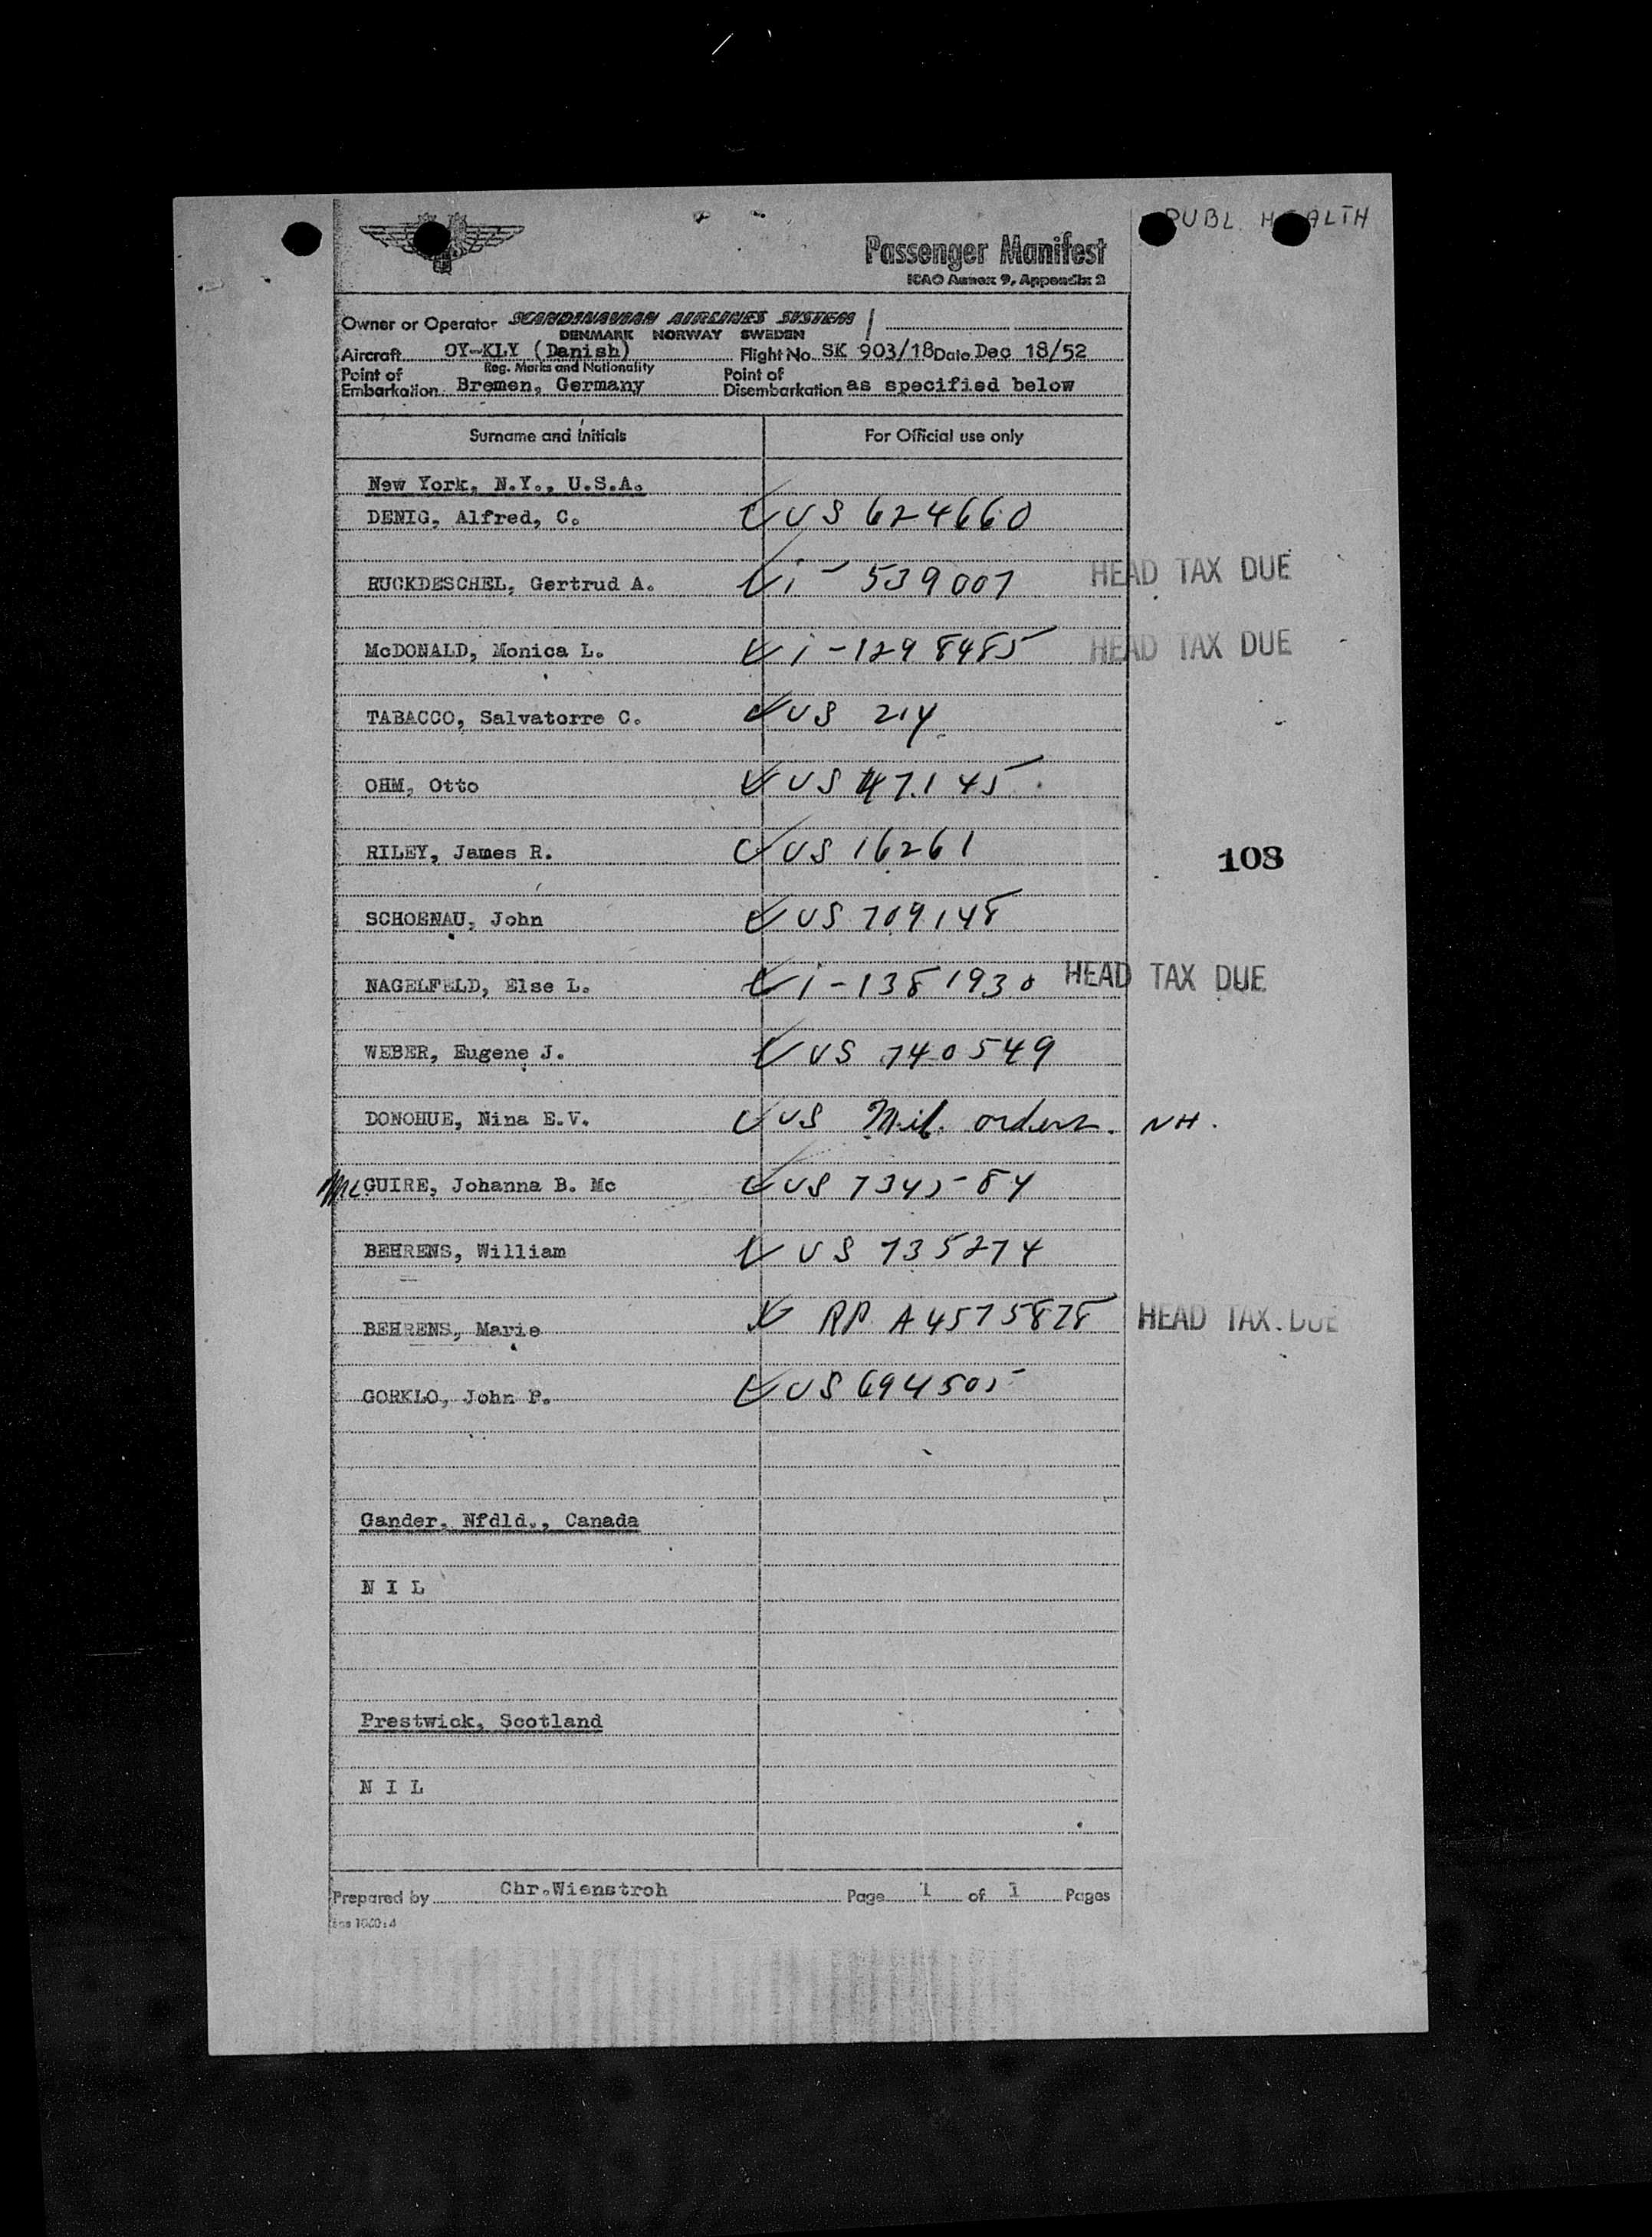 PUBL HEALTH
Passenger Manifest
ICAO Annex 9, Appendix 2
Owner or Operator SCANDINAVIAN AIRLINES SYSTEM
DENMARK NORWAY SWEDEN
Aircraft OY-KLY (Danish) Flight No. SK 903/18 Date Dec 18/52
Reg. Marks and Nationality
Point of Embarkation Bremen, Germany Point of Disembarkation as specified below
Surname and Initials For Official use only
New York, N.Y., U.S.A.
DENIG, Alfred, C. US 624660
RUCKDESCHEL, Gertrud A. i- 539007 HEAD TAX DUE
McDONALD, Monica L. i-1298485 HEAD TAX DUE
TABACCO, Salvatorre C. US 214
OHM, Otto US 47145
RILEY, James R. US 16261
108
SCHOENAU, John US 709148
NAGELFELD, Else L. i-1381930 HEAD TAX DUE
WEBER, Eugene J. US 740549
DONOHUE, Nina E.V. US Mil. orders. NH.
Mc GUIRE, Johanna B. Mc US 734584
BEHRENS, William US 735274
BEHRENS, Marie RP A4575878 HEAD TAX DUE
GORKLO, John P. US 694505
Gander, Nfdld., Canada
N I L
Prestwick, Scotland
N I L
Prepared by Chr.Wienstroh Page 1 of 1 Pages